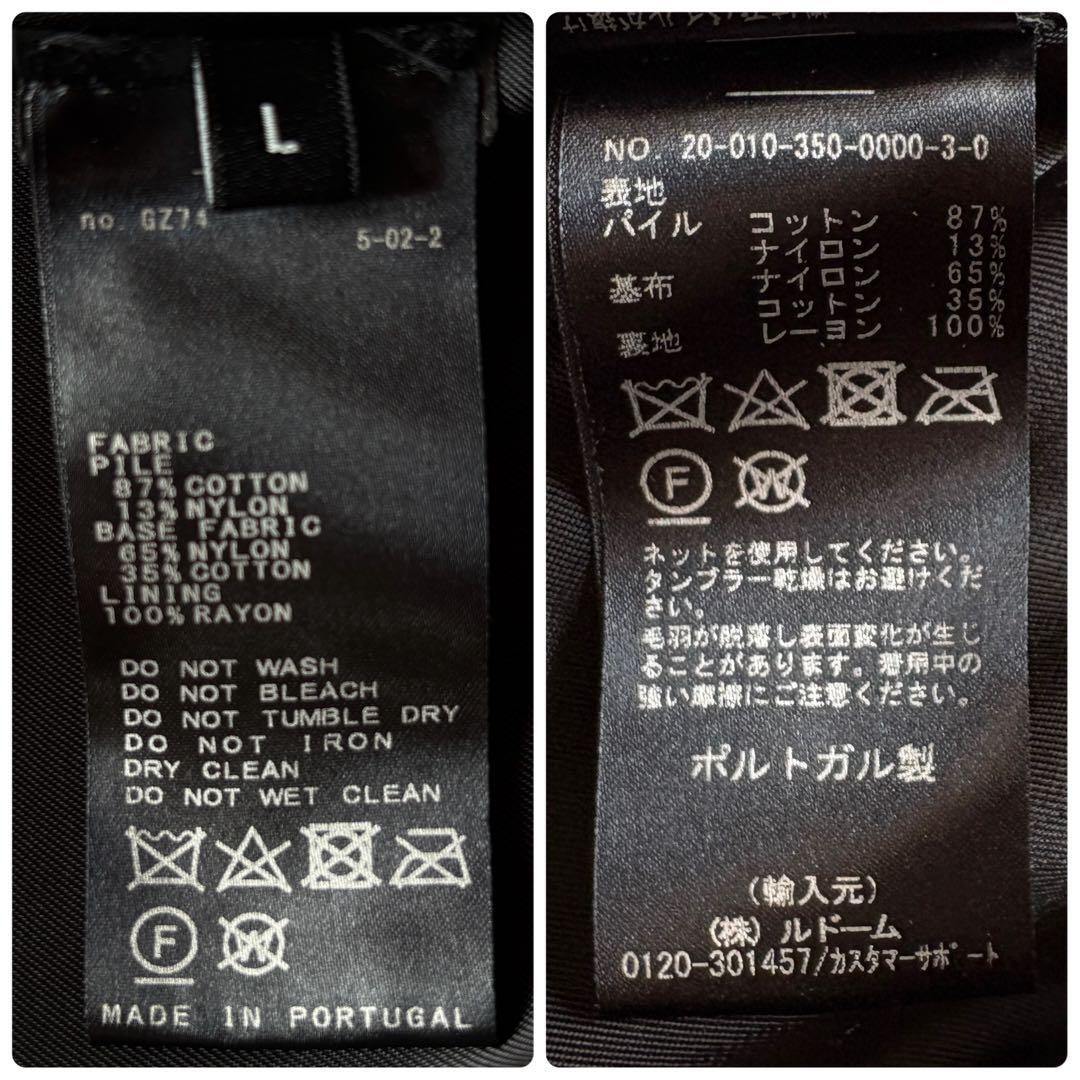 L
no. GZ74
5-02-2
FABRIC
PILE
87% COTTON
13% NYLON
BASE FABRIC
65% NYLON
35% COTTON
LINING
100% RAYON
DO NOT WASH
DO NOT BLEACH
DO NOT TUMBLE DRY
DO NOT IRON
DRY CLEAN
DO NOT WET CLEAN
F W
MADE IN PORTUGAL
NO. 20-010-350-0000-3-0
表地
パイル コットン 87%
ナイロン 13%
基布 ナイロン 65%
コットン 35%
裏地 レーヨン 100%
F W
ネットを使用してください。
タンブラー乾燥はお避けくだ
さい。
毛羽が脱落し表面変化が生じ
ることがあります。着用中の
強い摩擦にご注意ください。
ポルトガル製
(輸入元)
(株) ルドーム
0120-301457/カスタマーサポート